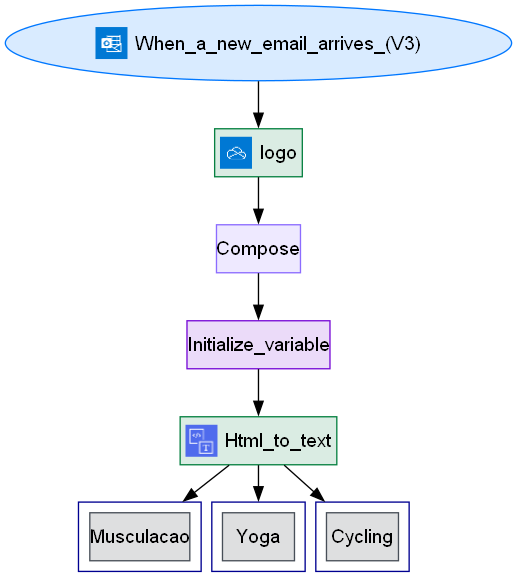 When_a_new_email_arrives_(V3)
logo
Compose
Initialize_variable
Html_to_text
Musculacao
Yoga
Cycling